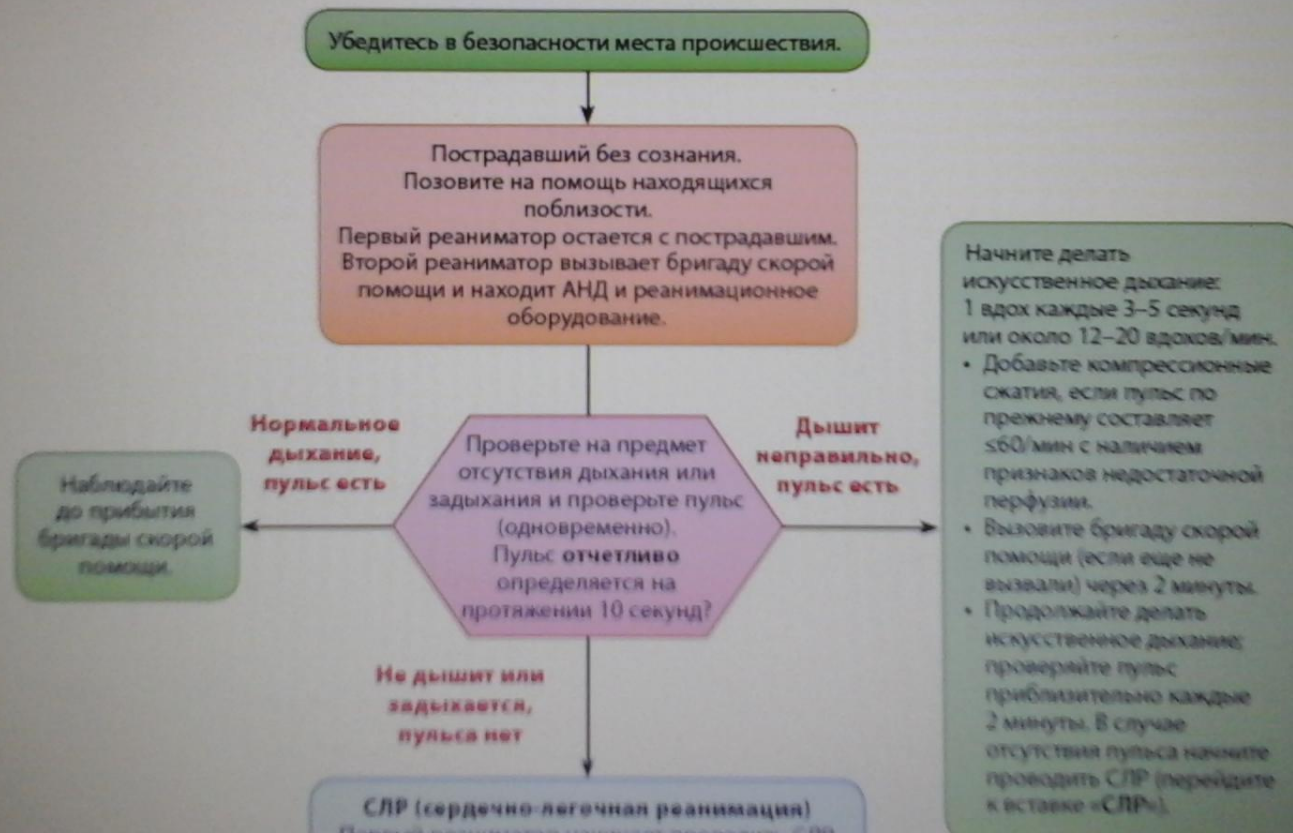 Убедитесь в безопасности места происшествия.
Пострадавший без сознания.
Позовите на помощь находящихся
поблизости.
Первый реаниматор остается с пострадавшим.
Второй реаниматор вызывает бригаду скорой
помощи и находит АНД и реанимационное
оборудование.
Нормальное
дыхание,
пульс есть
Наблюдайте
до прибытия
бригады скорой
помощи.
Проверьте на предмет
отсутствия дыхания или
задыхания и проверьте пульс
(одновременно).
Пульс отчетливо
определяется на
протяжении 10 секунд?
Дышит
неправильно,
пульс есть
Начните делать
искусственное дыхание:
1 вдох каждые 3–5 секунд
или около 12–20 вдохов/мин.
• Добавьте компрессионные
сжатия, если пульс по
прежнему составляет
≤60/мин с наличием
признаков недостаточной
перфузии.
• Вызовите бригаду скорой
помощи (если еще не
вызвали) через 2 минуты.
• Продолжайте делать
искусственное дыхание;
проверяйте пульс
приблизительно каждые
2 минуты. В случае
отсутствия пульса начните
проводить СЛР (перейдите
к вставке «СЛР»).
Не дышит или
задыхается,
пульса нет
СЛР (сердечно-легочная реанимация)
Первый реаниматор начинает проводить СЛР